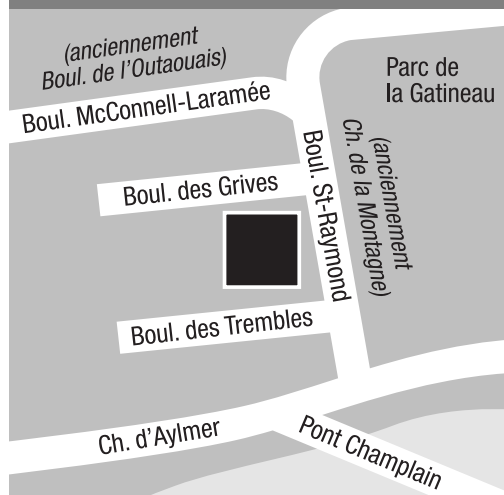 (anciennement
Boul. de l'Outaouais)
Boul. McConnell-Laramée
Parc de
la Gatineau
Boul. St-Raymond
(anciennement
Ch. de la Montagne)
Boul. des Grives
Boul. des Trembles
Ch. d'Aylmer
Pont Champlain